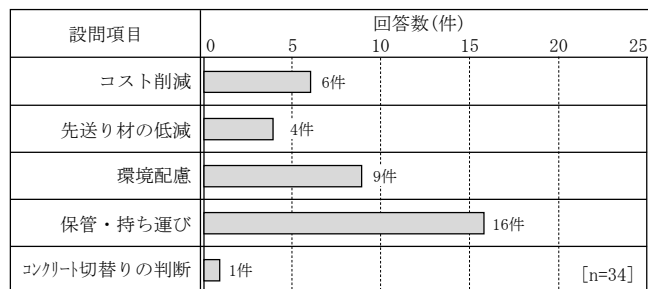 設問項目
回答数(件)
0 5 10 15 20 25
コスト削減 6件
先送り材の低減 4件
環境配慮 9件
保管・持ち運び 16件
ｺﾝｸﾘｰﾄ切替りの判断 1件
[n=34]